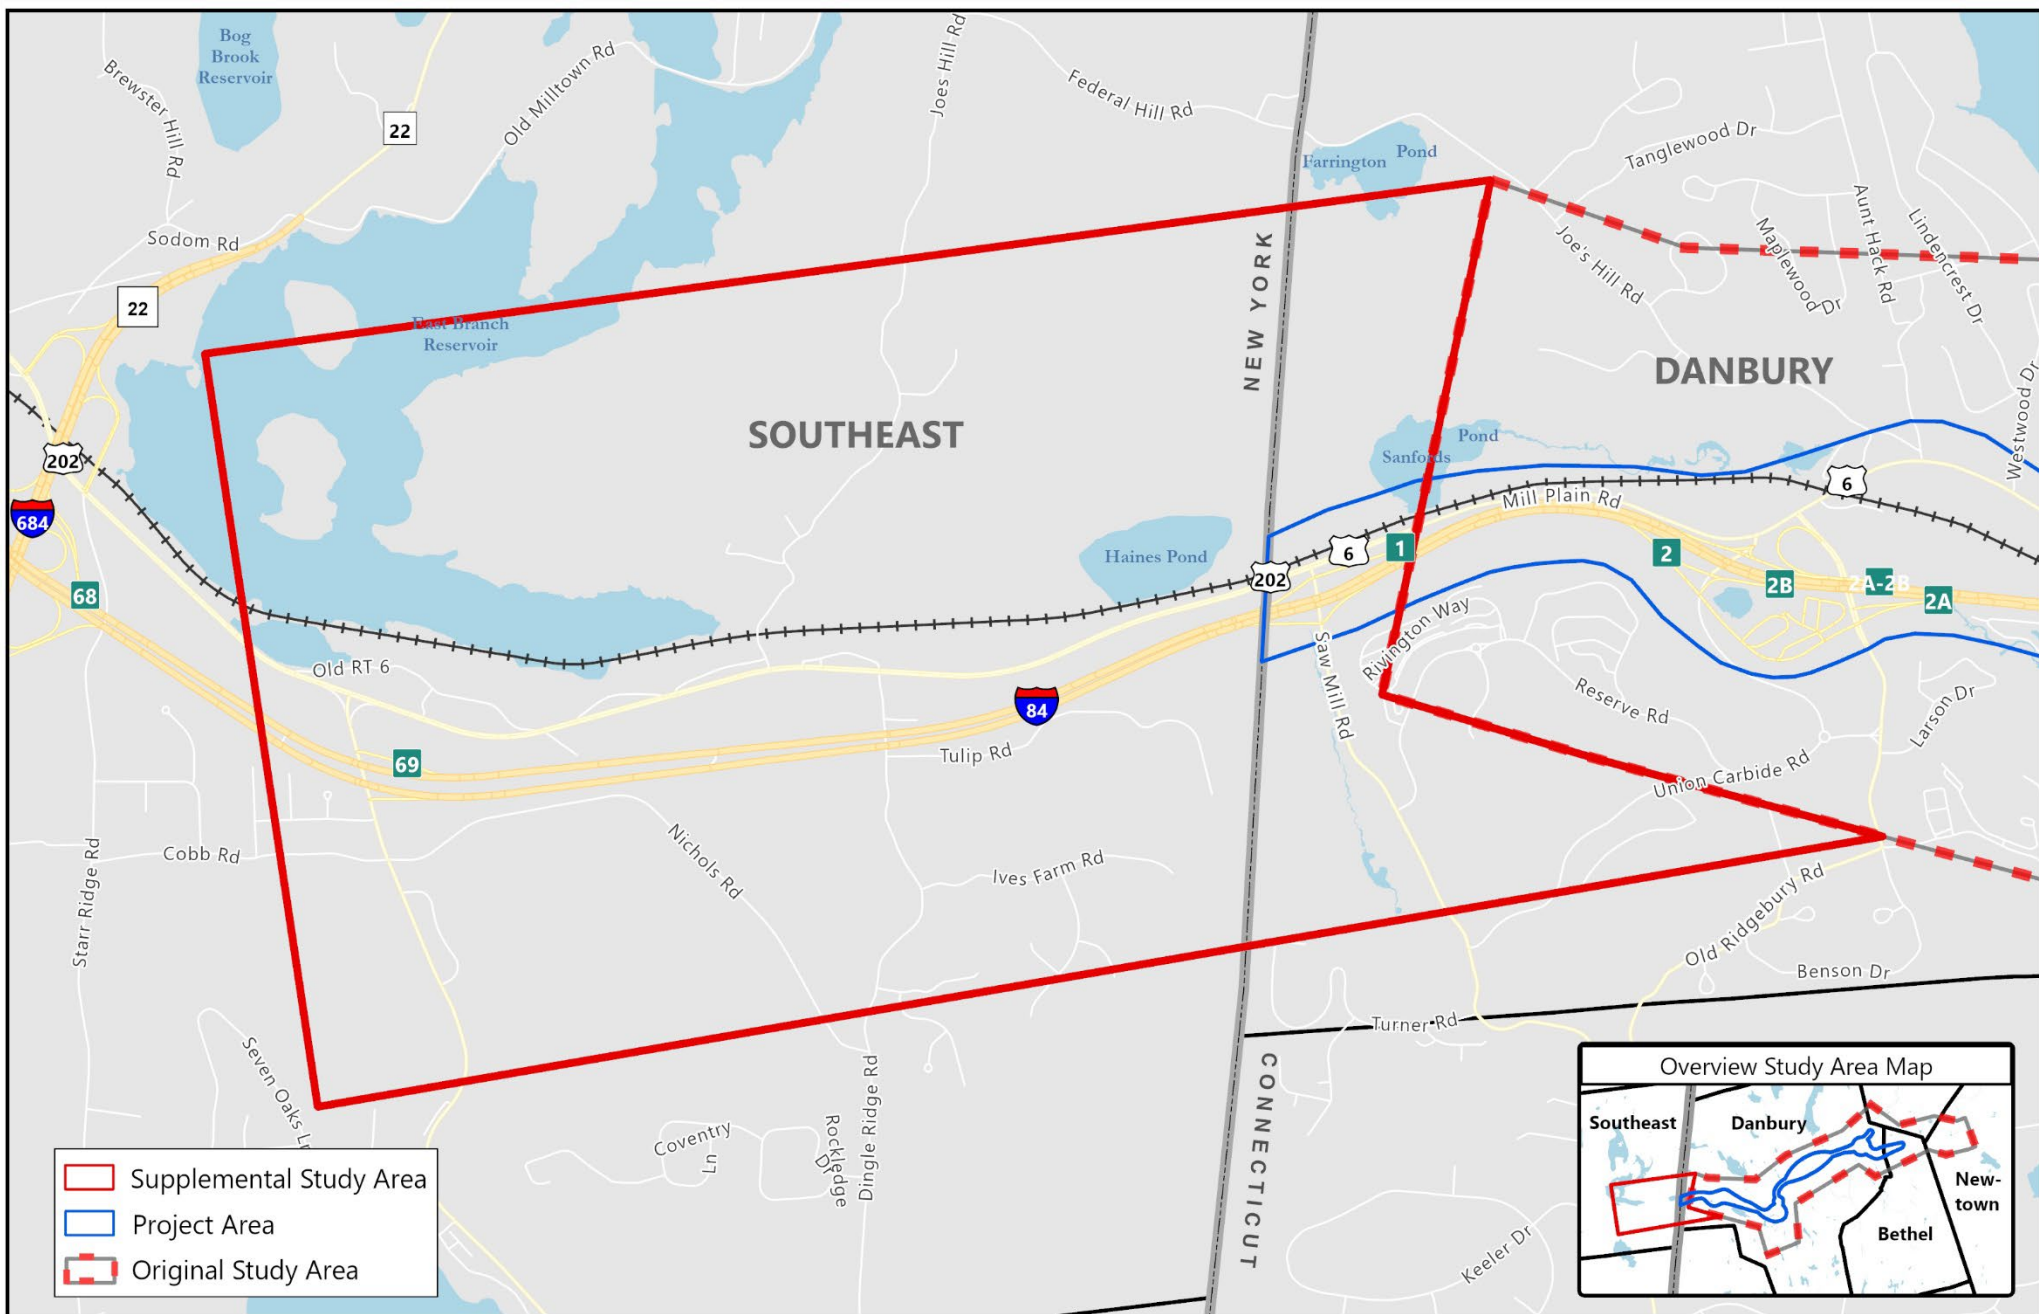 Bog
Brook
Reservoir
Brewster Hill Rd
22
Old Milltown Rd
Joes Hill Rd
Federal Hill Rd
Farrington Pond
Tanglewood Dr
Aunt Hack Rd
Lindencrest Dr
Maplewood Dr
Joe's Hill Rd
Sodom Rd
22
East Branch
Reservoir
NEW YORK
DANBURY
Westwood Dr
SOUTHEAST
Pond
Sanfords
202
684
68
6
Mill Plain Rd
6
1
2
2B
2A-2B
2A
Haines Pond
202
Old RT 6
Rivington Way
Saw Mill Rd
Reserve Rd
Larson Dr
84
69
Tulip Rd
Union Carbide Rd
Nichols Rd
Cobb Rd
Starr Ridge Rd
Ives Farm Rd
Old Ridgebury Rd
Benson Dr
Turner Rd
Seven Oaks Ln
CONNECTICUT
Coventry
Ln
Rockledge
Dr
Dingle Ridge Rd
Keeler Dr
Supplemental Study Area
Project Area
Original Study Area
Overview Study Area Map
Southeast
Danbury
New-
town
Bethel